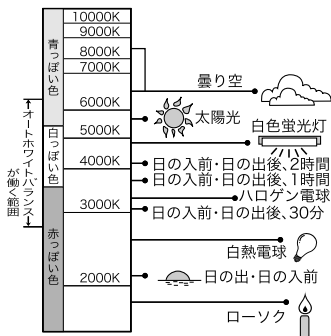 10000K
9000K
8000K
7000K
6000K
5000K
4000K
3000K
2000K
青っぽい色
白っぽい色
赤っぽい色
オートホワイトバランス
が働く範囲
曇り空
太陽光
白色蛍光灯
日の入前・日の出後、2時間
日の入前・日の出後、1時間
ハロゲン電球
日の入前・日の出後、30分
白熱電球
日の出・日の入前
ローソク